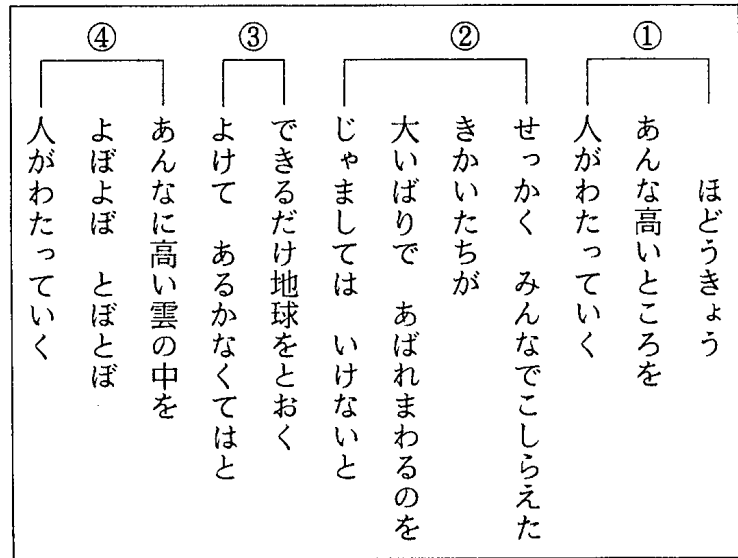 ①
ほどうきょう
あんな高いところを
人がわたっていく
②
せっかく　みんなでこしらえた
きかいたちが
大いばりで　あばれまわるのを
じゃましては　いけないと
③
できるだけ地球をとおく
よけて　あるかなくてはと
④
あんなに高い雲の中を
よぼよぼ　とぼとぼ
人がわたっていく